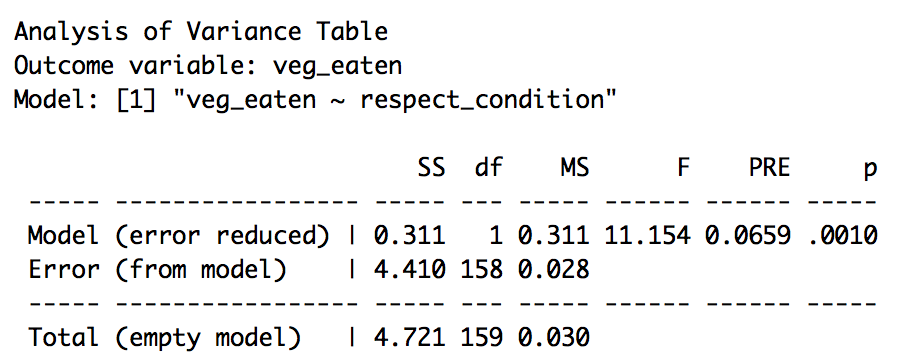 Analysis of Variance Table
Outcome variable: veg_eaten
Model: [1] "veg_eaten ~ respect_condition"
SS df MS F PRE p
----- ----------------- ----- --- ----- ------ ------ -----
Model (error reduced) | 0.311 1 0.311 11.154 0.0659 .0010
Error (from model) | 4.410 158 0.028
----- ----------------- ----- --- ----- ------ ------ -----
Total (empty model) | 4.721 159 0.030